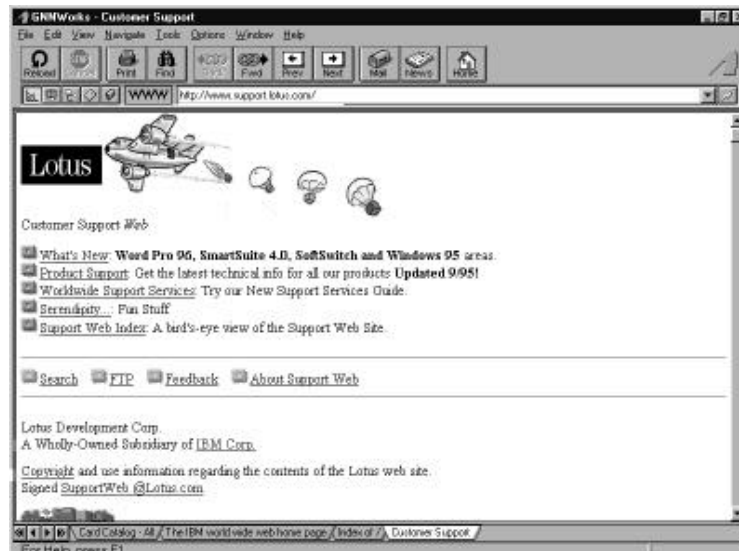 GNNWorks - Customer Support
File Edit View Navigate Tools Options Window Help
Reload Print Find Fwd Prev Next Mail News Home
WWW http://www.support.lotus.com/
Lotus
Customer Support Web
What's New: Word Pro 96, SmartSuite 4.0, SoftSwitch and Windows 95 areas.
Product Support: Get the latest technical info for all our products Updated 9/95!
Worldwide Support Services: Try our New Support Services Guide.
Serendipity...: Fun Stuff
Support Web Index: A bird's-eye view of the Support Web Site.
Search FTP Feedback About Support Web
Lotus Development Corp.
A Wholly-Owned Subsidiary of IBM Corp.
Copyright and use information regarding the contents of the Lotus web site.
Signed SupportWeb @Lotus.com
Card Catalog - All The IBM world wide web home page Index of / Customer Support
For Help, press F1